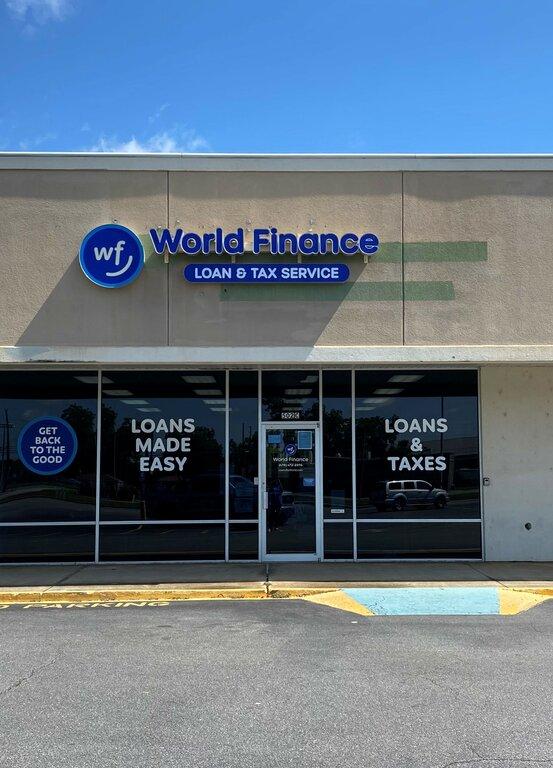 wf
World Finance
LOAN & TAX SERVICE
GET
BACK
TO THE
GOOD
LOANS
MADE
EASY
LOANS
&
TAXES
World Finance
PARKING